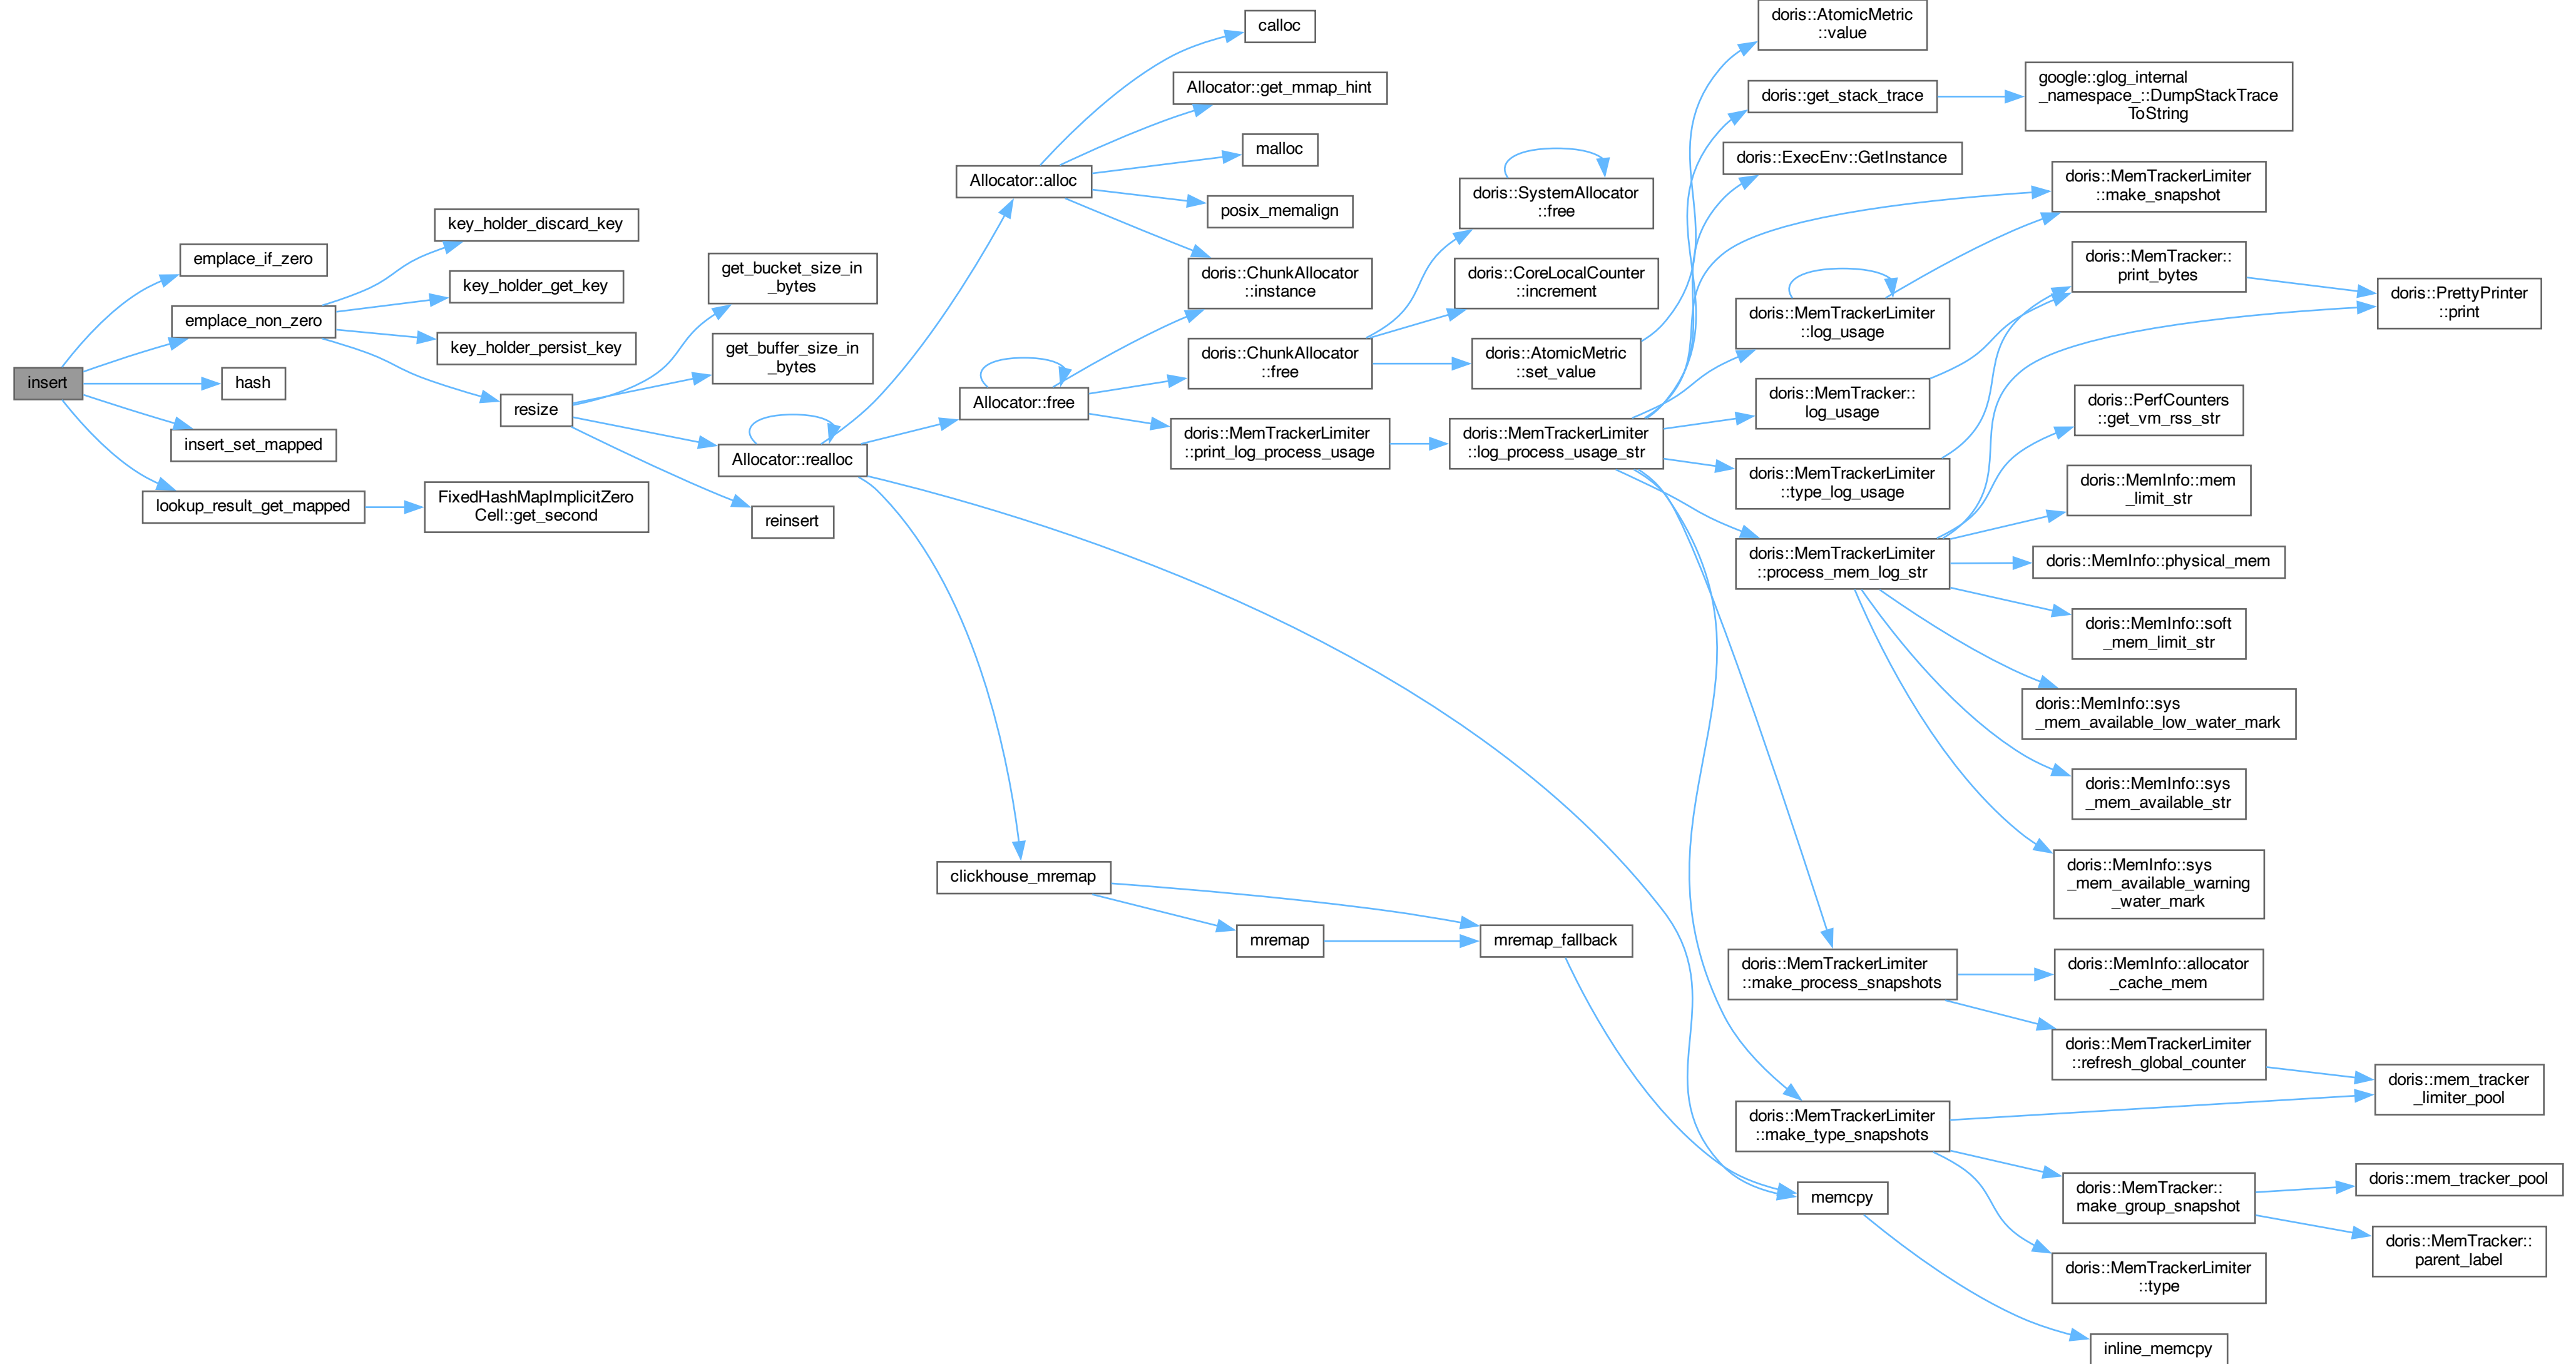 insert
emplace_if_zero
emplace_non_zero
hash
insert_set_mapped
lookup_result_get_mapped
key_holder_discard_key
key_holder_get_key
key_holder_persist_key
resize
FixedHashMapImplicitZero
Cell::get_second
get_bucket_size_in
_bytes
get_buffer_size_in
_bytes
Allocator::realloc
reinsert
Allocator::alloc
Allocator::free
clickhouse_mremap
calloc
Allocator::get_mmap_hint
malloc
posix_memalign
doris::ChunkAllocator
::instance
doris::ChunkAllocator
::free
doris::MemTrackerLimiter
::print_log_process_usage
mremap
doris::SystemAllocator
::free
doris::CoreLocalCounter
::increment
doris::AtomicMetric
::set_value
doris::MemTrackerLimiter
::log_process_usage_str
mremap_fallback
doris::AtomicMetric
::value
doris::get_stack_trace
doris::ExecEnv::GetInstance
doris::MemTrackerLimiter
::log_usage
doris::MemTracker::
log_usage
doris::MemTrackerLimiter
::type_log_usage
doris::MemTrackerLimiter
::process_mem_log_str
doris::MemTrackerLimiter
::make_process_snapshots
doris::MemTrackerLimiter
::make_type_snapshots
memcpy
google::glog_internal
_namespace_::DumpStackTrace
ToString
doris::MemTrackerLimiter
::make_snapshot
doris::MemTracker::
print_bytes
doris::PerfCounters
::get_vm_rss_str
doris::MemInfo::mem
_limit_str
doris::MemInfo::physical_mem
doris::MemInfo::soft
_mem_limit_str
doris::MemInfo::sys
_mem_available_low_water_mark
doris::MemInfo::sys
_mem_available_str
doris::MemInfo::sys
_mem_available_warning
_water_mark
doris::MemInfo::allocator
_cache_mem
doris::MemTrackerLimiter
::refresh_global_counter
doris::MemTracker::
make_group_snapshot
doris::MemTrackerLimiter
::type
inline_memcpy
doris::PrettyPrinter
::print
doris::mem_tracker
_limiter_pool
doris::mem_tracker_pool
doris::MemTracker::
parent_label